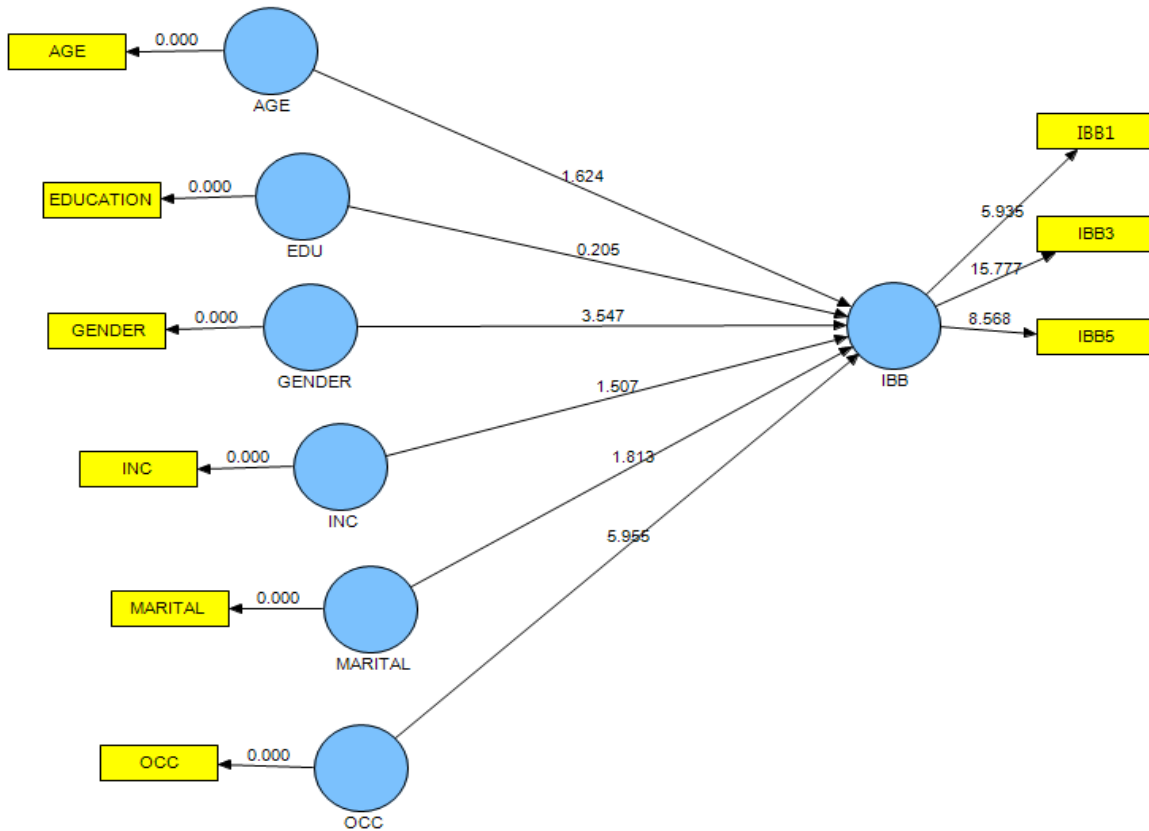 AGE
0.000
AGE
1.624
EDUCATION
0.000
EDU
0.205
GENDER
0.000
GENDER
3.547
INC
0.000
INC
1.507
MARITAL
0.000
MARITAL
1.813
OCC
0.000
OCC
5.955
IBB
5.935
IBB1
15.777
IBB3
8.568
IBB5